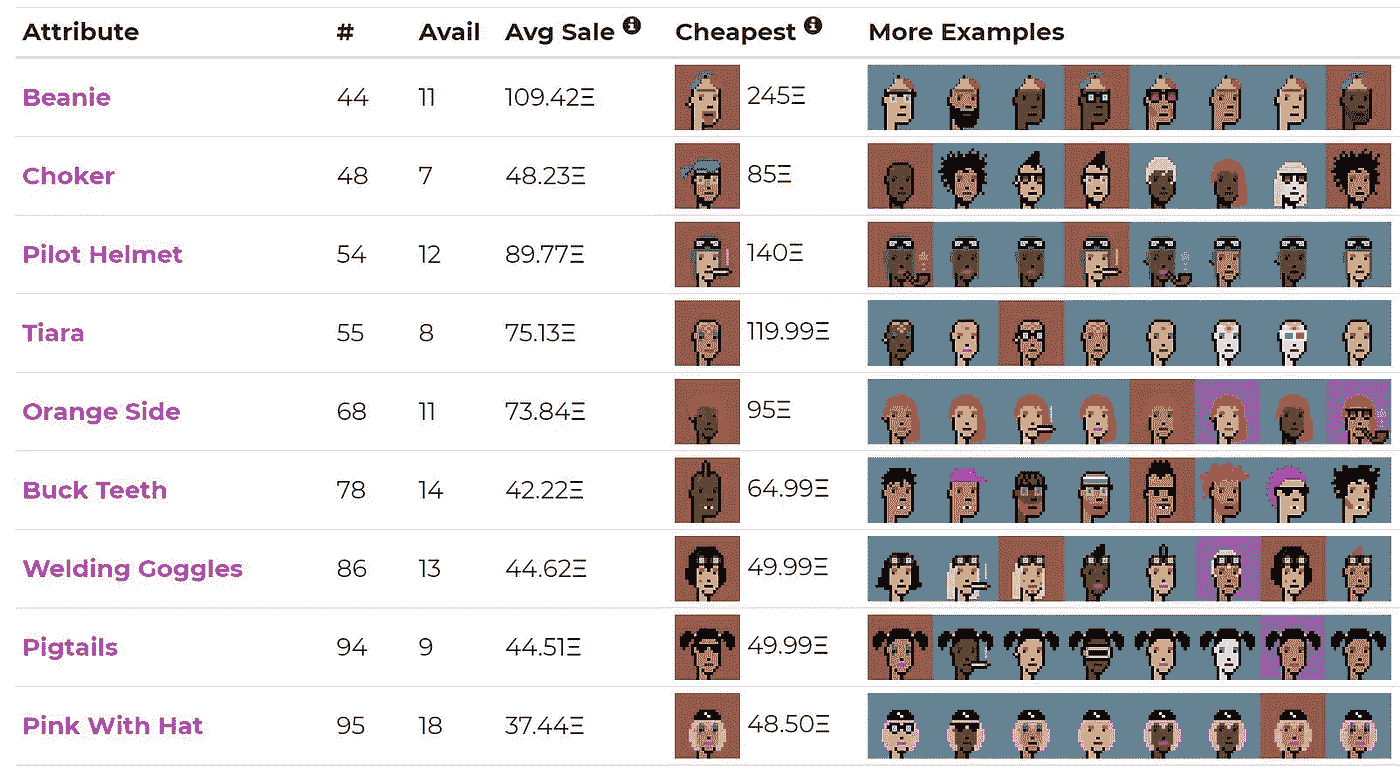 Attribute # Avail Avg Sale Cheapest More Examples
Beanie 44 11 109.42Ξ 245Ξ
Choker 48 7 48.23Ξ 85Ξ
Pilot Helmet 54 12 89.77Ξ 140Ξ
Tiara 55 8 75.13Ξ 119.99Ξ
Orange Side 68 11 73.84Ξ 95Ξ
Buck Teeth 78 14 42.22Ξ 64.99Ξ
Welding Goggles 86 13 44.62Ξ 49.99Ξ
Pigtails 94 9 44.51Ξ 49.99Ξ
Pink With Hat 95 18 37.44Ξ 48.50Ξ